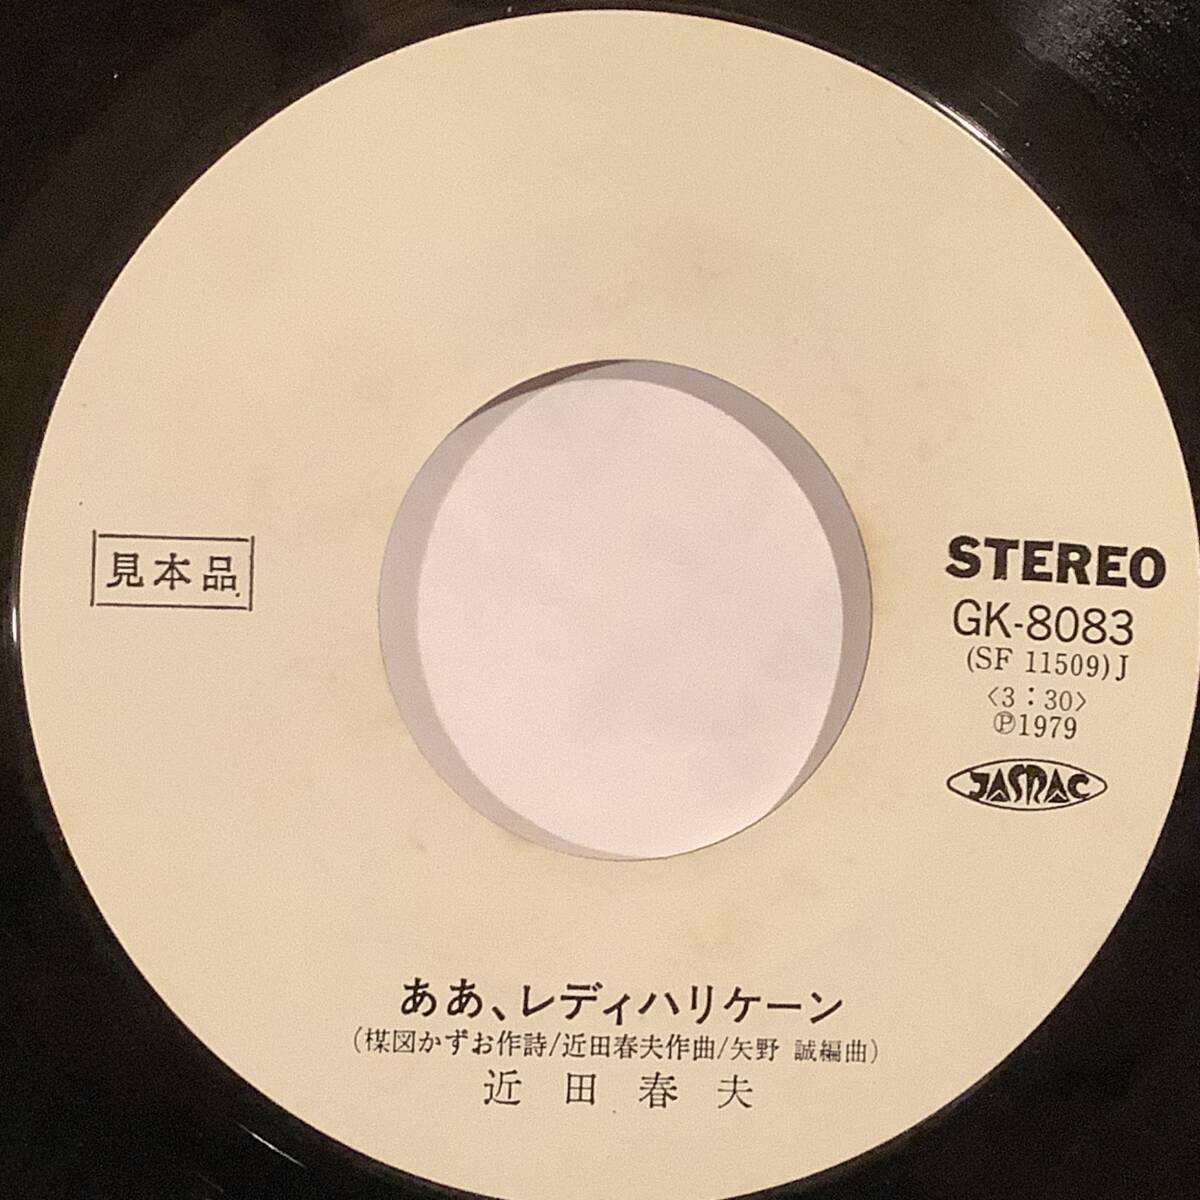 見本品
STEREO
GK-8083
(SF 11509) J
〈3：30〉
Ⓟ1979
JASRAC
ああ、レディハリケーン
(楳図かずお作詩/近田春夫作曲/矢野 誠編曲)
近田春夫